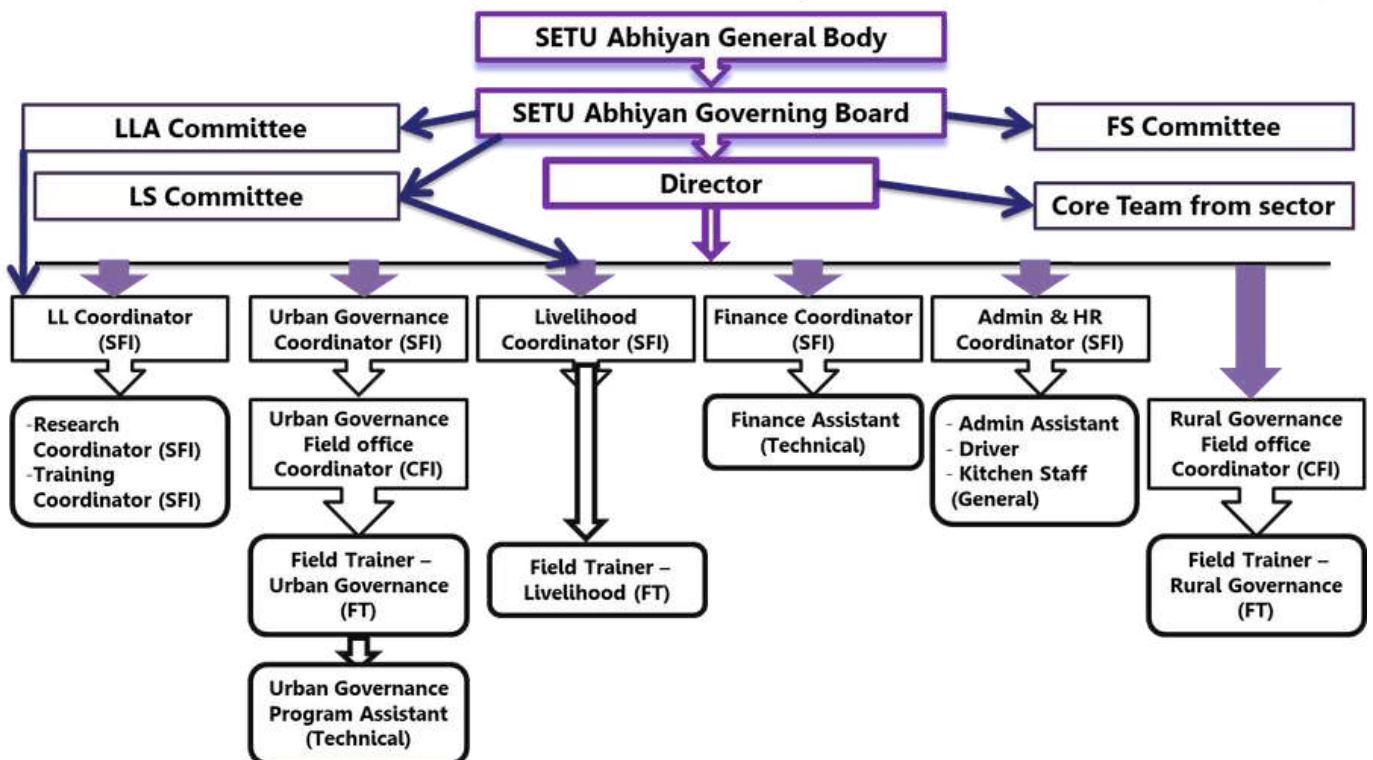 SETU Abhiyan General Body
SETU Abhiyan Governing Board
LLA Committee
FS Committee
LS Committee
Director
Core Team from sector
LL Coordinator
(SFI)
Urban Governance
Coordinator (SFI)
Livelihood
Coordinator (SFI)
Finance Coordinator
(SFI)
Admin & HR
Coordinator (SFI)
-Research
Coordinator (SFI)
-Training
Coordinator (SFI)
Urban Governance
Field office
Coordinator (CFI)
Finance Assistant
(Technical)
- Admin Assistant
- Driver
- Kitchen Staff
(General)
Rural Governance
Field office
Coordinator (CFI)
Field Trainer –
Urban Governance
(FT)
Field Trainer –
Livelihood (FT)
Field Trainer –
Rural Governance
(FT)
Urban Governance
Program Assistant
(Technical)